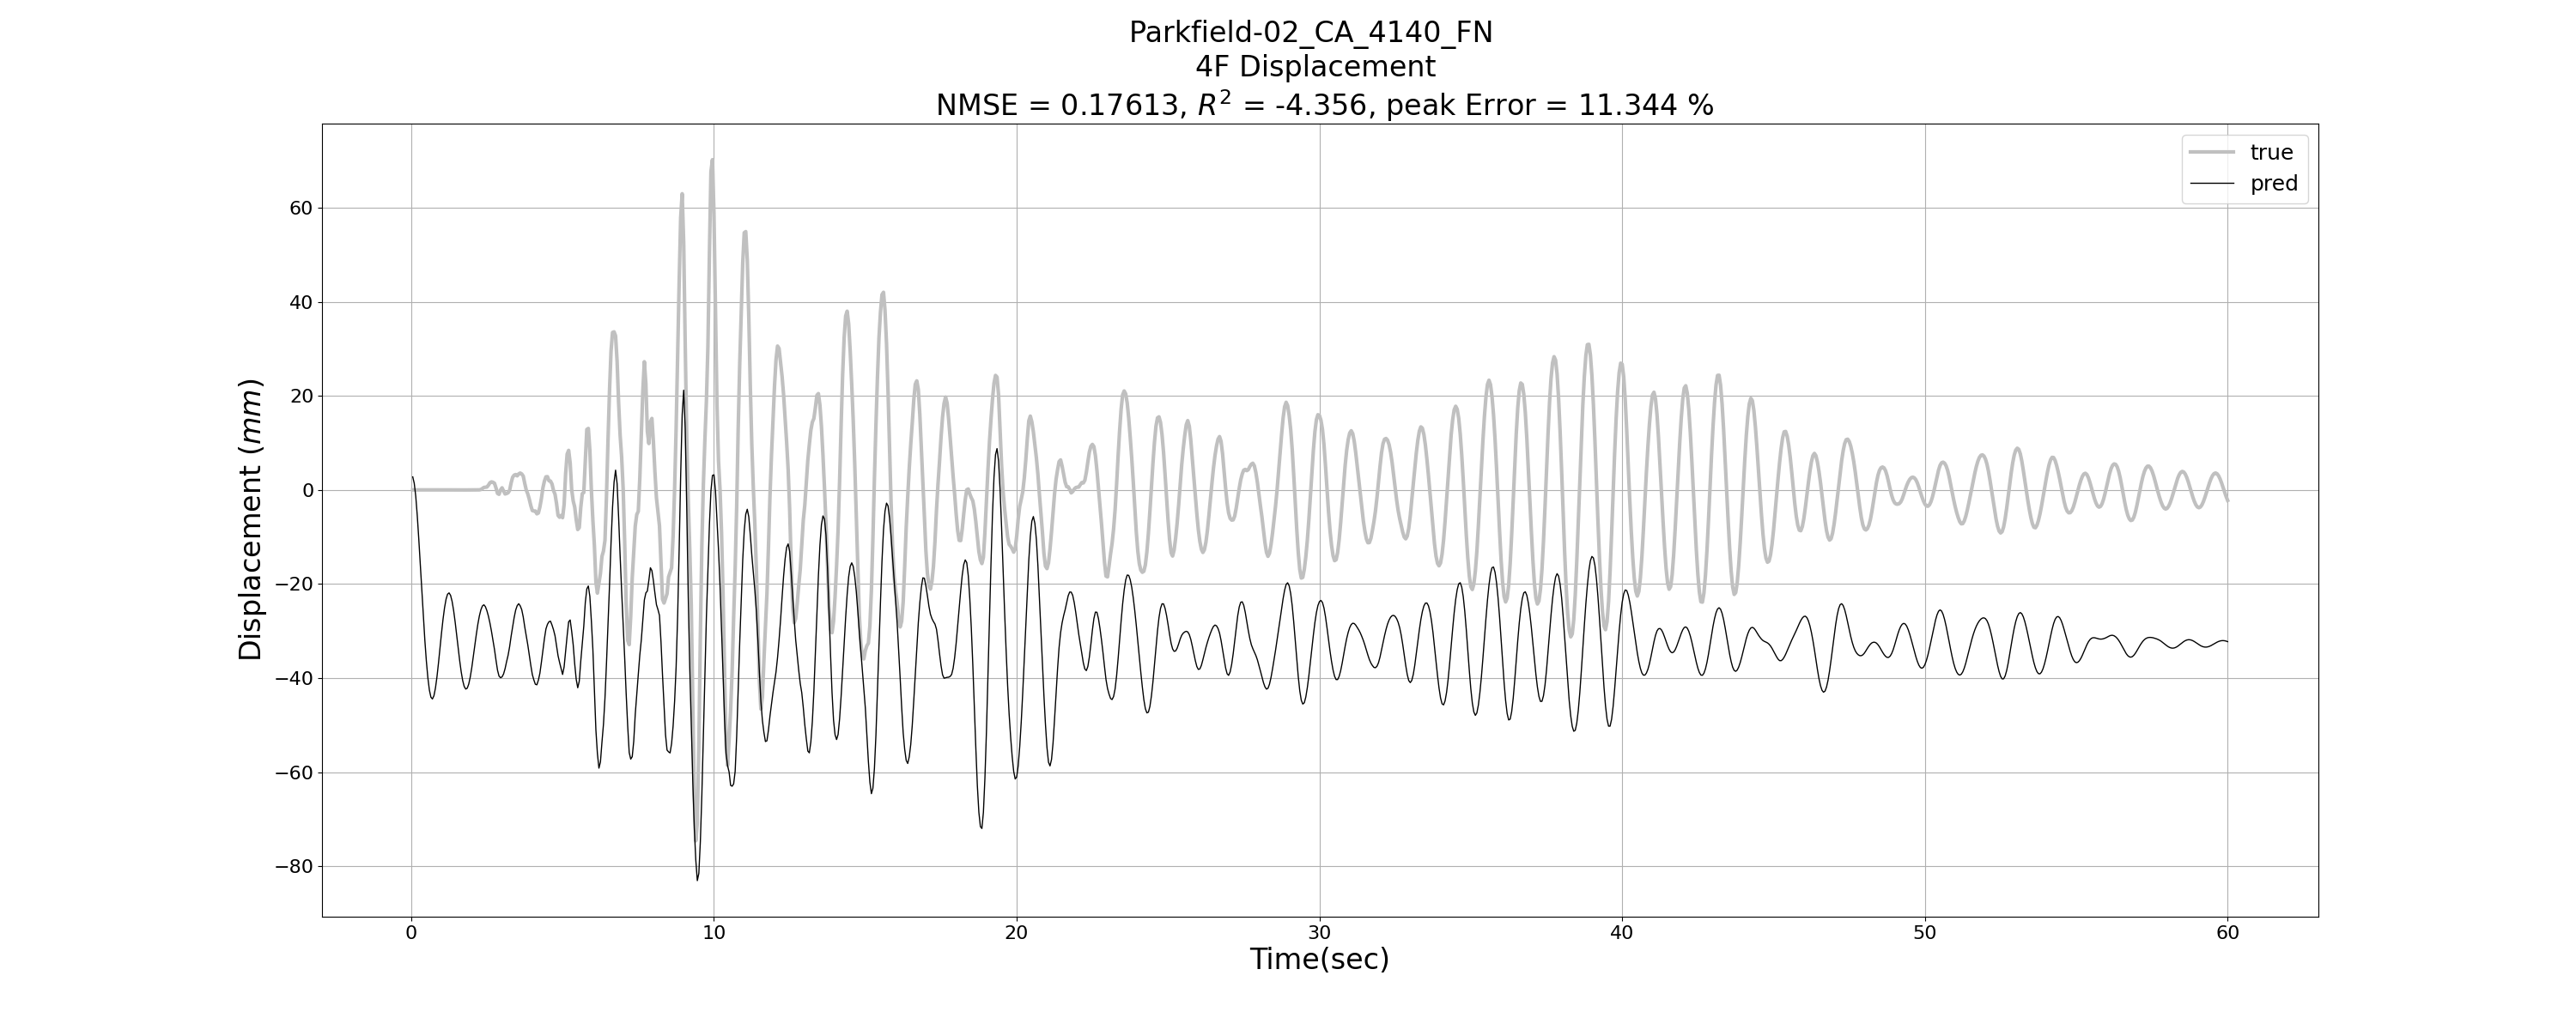 Parkfield-02_CA_4140_FN
4F Displacement
NMSE = 0.17613, R² = -4.356, peak Error = 11.344 %
true
pred
Displacement (mm)
60
40
20
0
−20
−40
−60
−80
0 10 20 30 40 50 60
Time(sec)